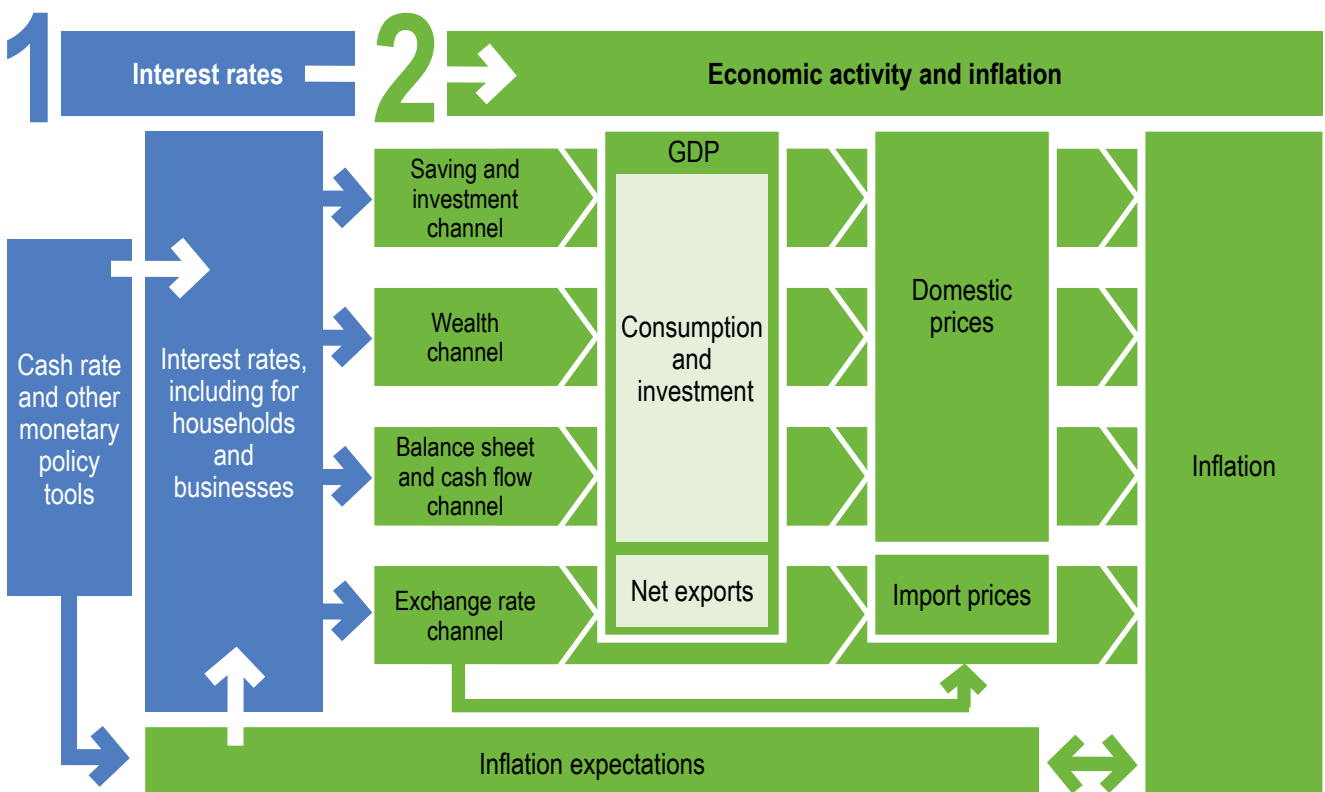 1
Interest rates
2
Economic activity and inflation
Cash rate
and other
monetary
policy
tools
Interest rates,
including for
households
and
businesses
Saving and
investment
channel
Wealth
channel
Balance sheet
and cash flow
channel
Exchange rate
channel
GDP
Consumption
and
investment
Net exports
Domestic
prices
Import prices
Inflation
Inflation expectations